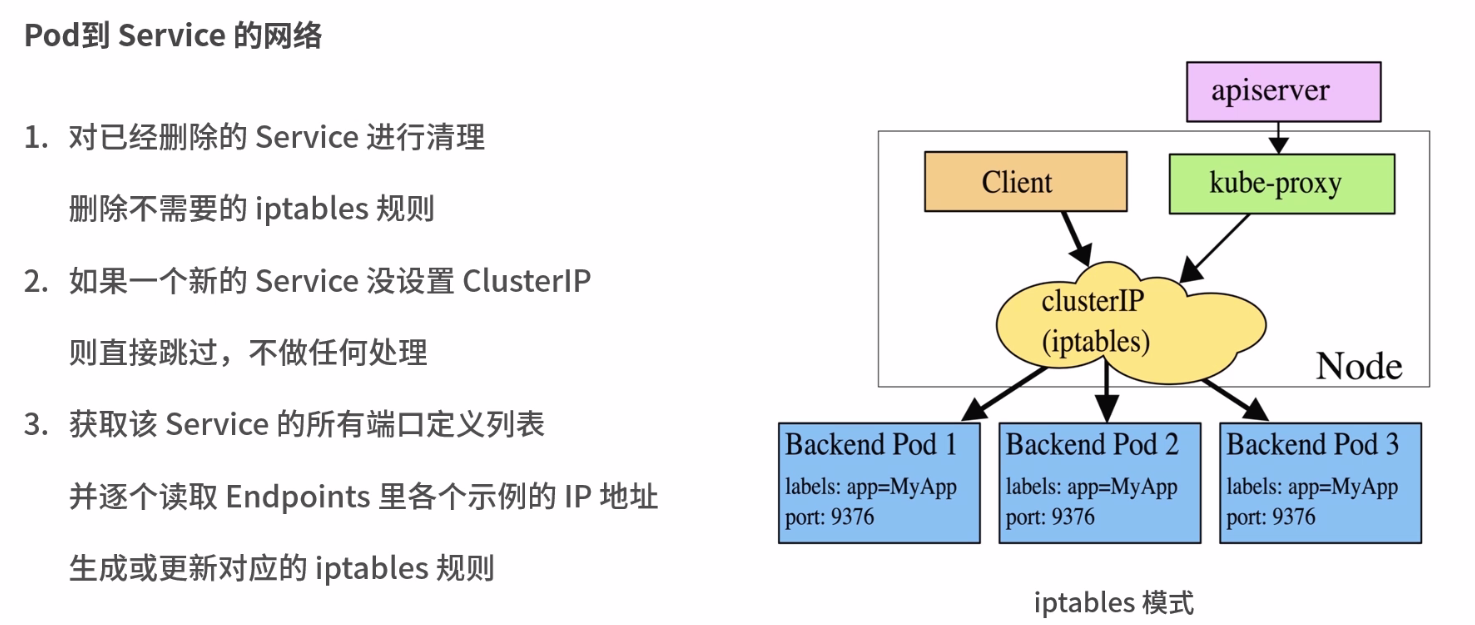 Pod到 Service 的网络
1. 对已经删除的 Service 进行清理
删除不需要的 iptables 规则
2. 如果一个新的 Service 没设置 ClusterIP
则直接跳过，不做任何处理
3. 获取该 Service 的所有端口定义列表
并逐个读取 Endpoints 里各个示例的 IP 地址
生成或更新对应的 iptables 规则
apiserver
Client
kube-proxy
clusterIP
(iptables)
Node
Backend Pod 1
labels: app=MyApp
port: 9376
Backend Pod 2
labels: app=MyApp
port: 9376
Backend Pod 3
labels: app=MyApp
port: 9376
iptables 模式